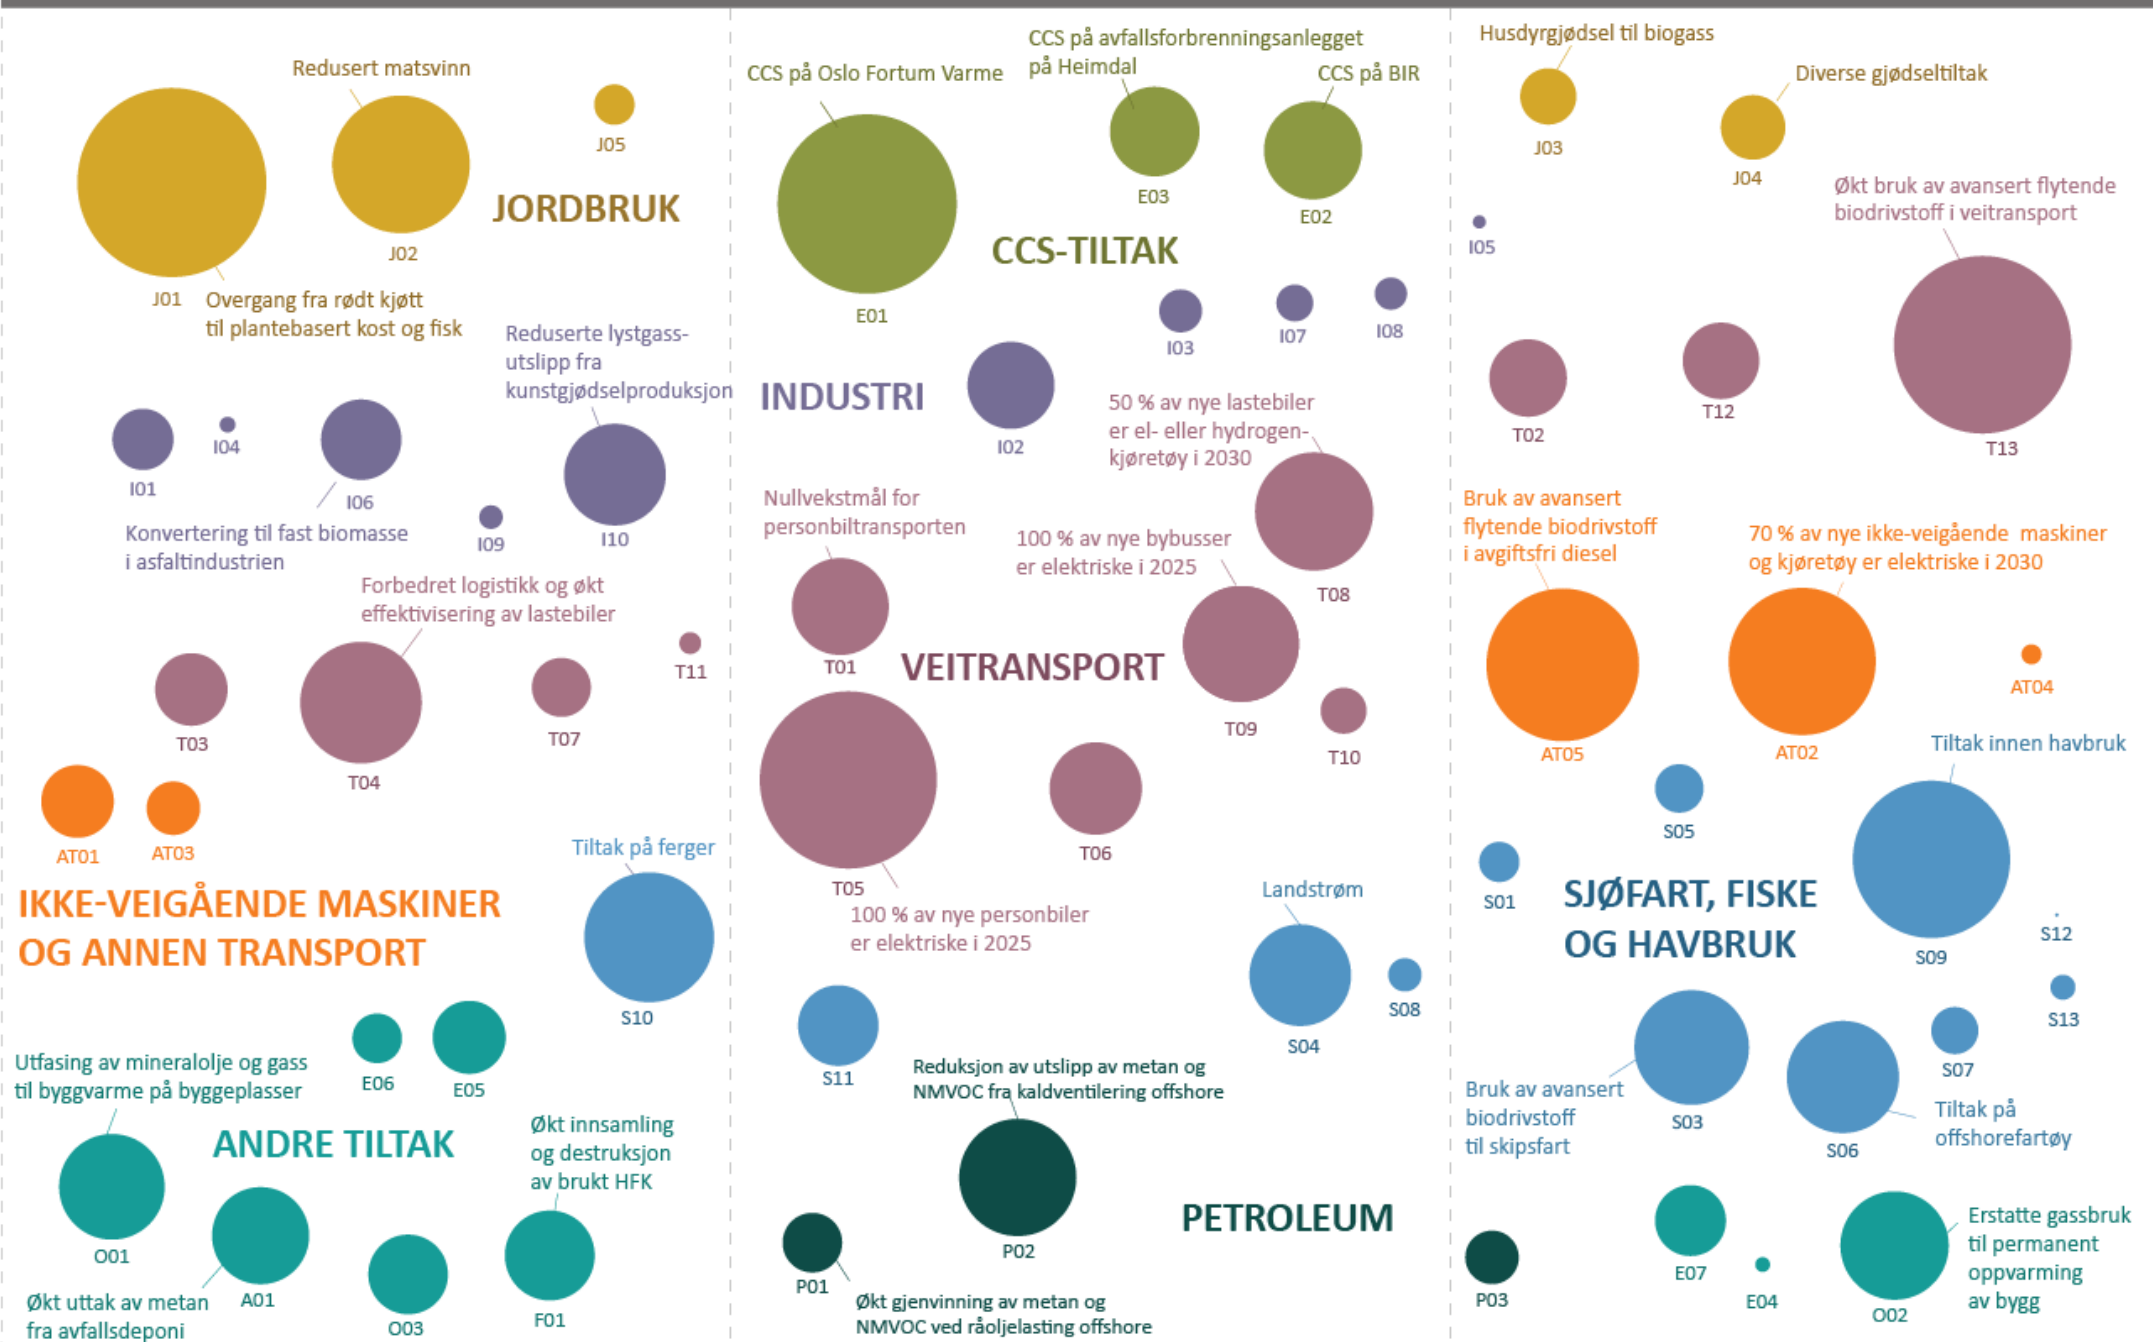 Redusert matsvinn
J05
JORDBRUK
J02
J01
Overgang fra rødt kjøtt
til plantebasert kost og fisk
Reduserte lystgass-
utslipp fra
kunstgjødselproduksjon
I01
I04
I06
Konvertering til fast biomasse
i asfaltindustrien
I09
I10
Forbedret logistikk og økt
effektivisering av lastebiler
T03
T04
T07
T11
AT01
AT03
IKKE-VEIGÅENDE MASKINER
OG ANNEN TRANSPORT
Tiltak på ferger
S10
E06
E05
Utfasing av mineralolje og gass
til byggvarme på byggeplasser
ANDRE TILTAK
Økt innsamling
og destruksjon
av brukt HFK
O01
A01
O03
F01
Økt uttak av metan
fra avfallsdeponi
CCS på Oslo Fortum Varme
CCS på avfallsforbrenningsanlegget
på Heimdal
CCS på BIR
E03
E02
CCS-TILTAK
E01
I03
I07
I08
INDUSTRI
I02
50 % av nye lastebiler
er el- eller hydrogen-
kjøretøy i 2030
Nullvekstmål for
personbiltransporten
100 % av nye bybusser
er elektriske i 2025
T08
T01
VEITRANSPORT
T09
T10
T06
T05
100 % av nye personbiler
er elektriske i 2025
Landstrøm
S11
S04
S08
Reduksjon av utslipp av metan og
NMVOC fra kaldventilering offshore
P02
PETROLEUM
P01
Økt gjenvinning av metan og
NMVOC ved råoljelasting offshore
Husdyrgjødsel til biogass
J03
Diverse gjødseltiltak
J04
Økt bruk av avansert flytende
biodrivstoff i veitransport
I05
T02
T12
T13
Bruk av avansert
flytende biodrivstoff
i avgiftsfri diesel
70 % av nye ikke-veigående maskiner
og kjøretøy er elektriske i 2030
AT05
AT02
AT04
Tiltak innen havbruk
S05
S01
SJØFART, FISKE
OG HAVBRUK
S09
S12
S13
S07
Bruk av avansert
biodrivstoff
til skipsfart
S03
S06
Tiltak på
offshorefartøy
P03
E07
E04
O02
Erstatte gassbruk
til permanent
oppvarming
av bygg